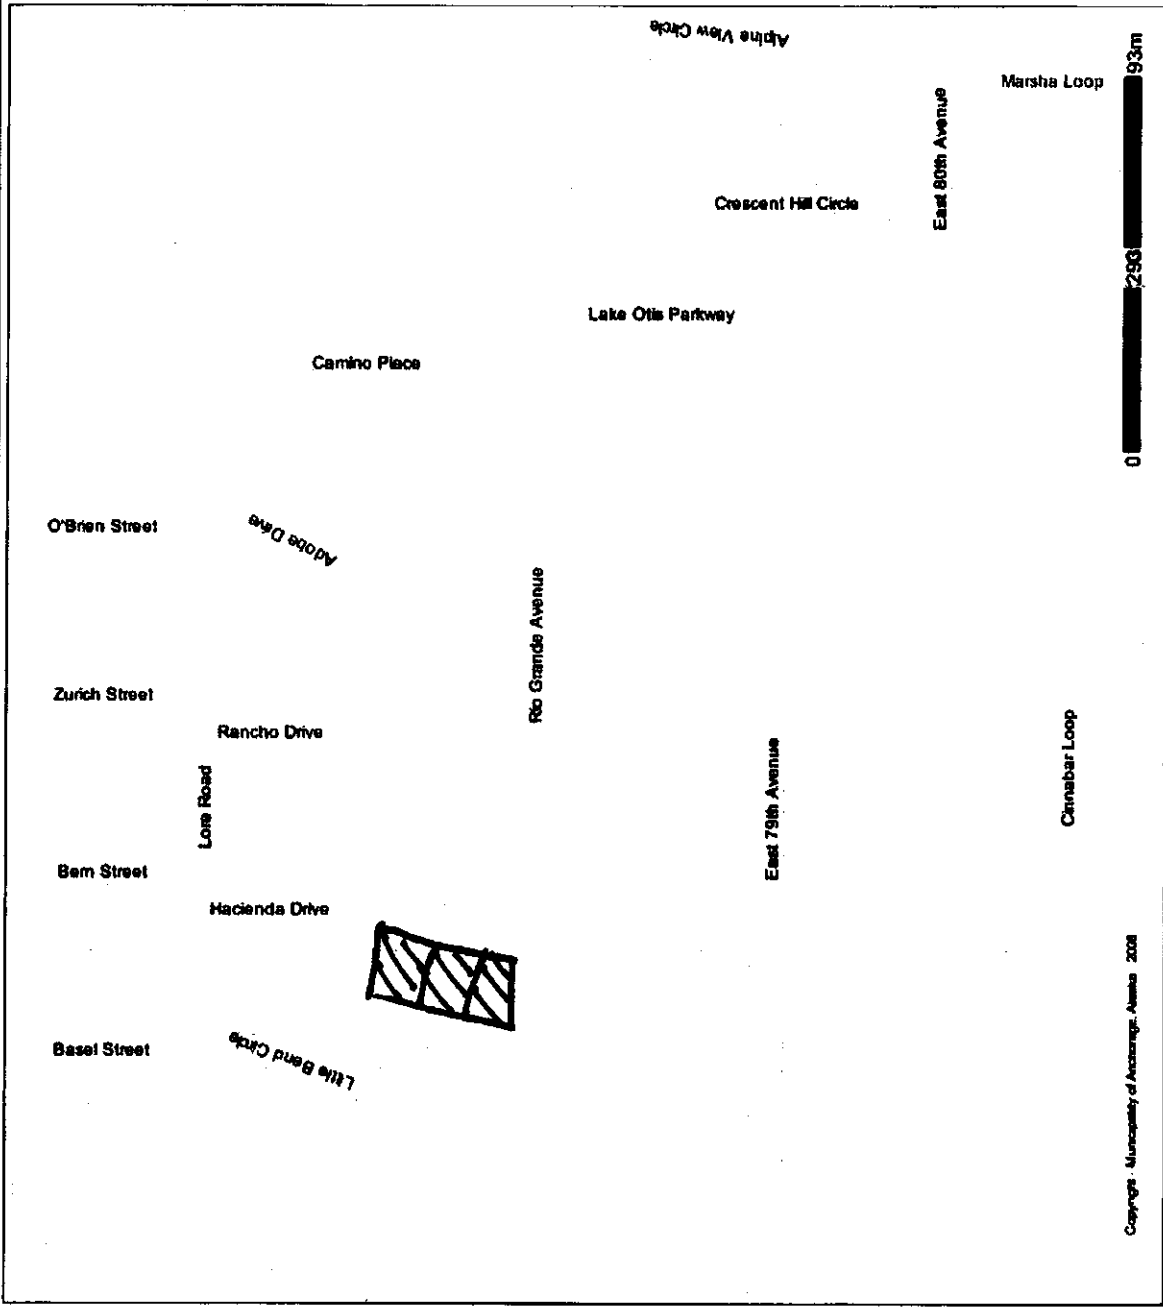 Alpine View Circle
93m
Marsha Loop
East 80th Avenue
Crescent Hill Circle
293
Lake Otis Parkway
Camino Place
0
O'Brien Street
Adobe Drive
Rio Grande Avenue
Zurich Street
Rancho Drive
Cinnabar Loop
East 79th Avenue
Lore Road
Bern Street
Hacienda Drive
Basel Street
Little Bend Circle
Copyright - Municipality of Anchorage, Alaska 2008